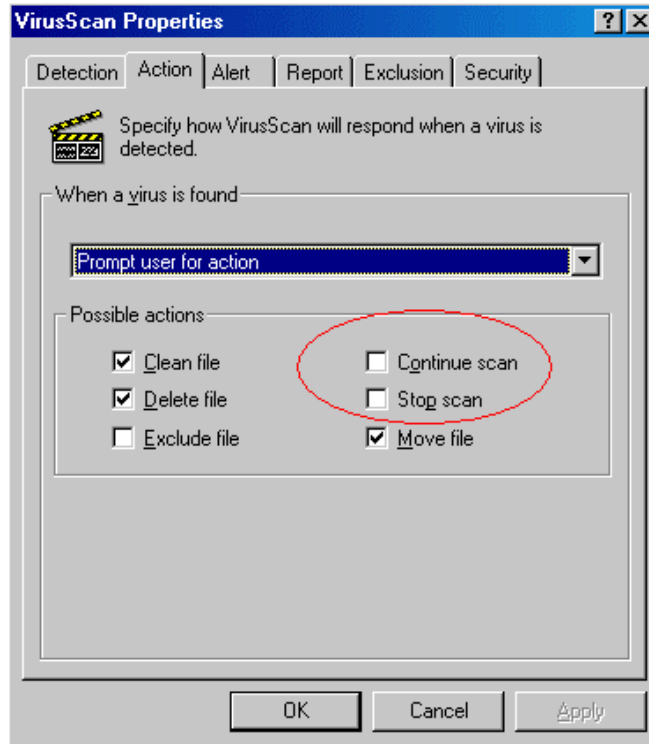 VirusScan Properties
Detection Action Alert Report Exclusion Security
Specify how VirusScan will respond when a virus is
detected.
When a virus is found
Prompt user for action
Possible actions
Clean file
Continue scan
Delete file
Stop scan
Exclude file
Move file
OK Cancel Apply